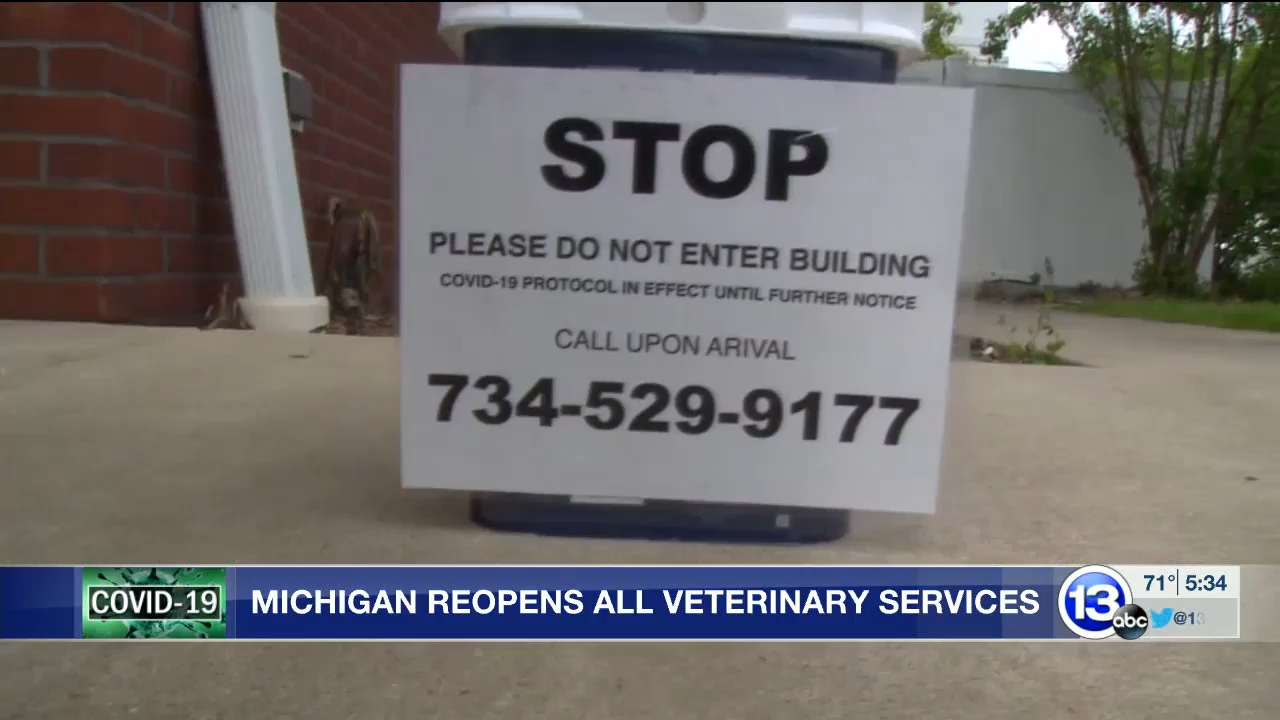 STOP
PLEASE DO NOT ENTER BUILDING
COVID-19 PROTOCOL IN EFFECT UNTIL FURTHER NOTICE
CALL UPON ARIVAL
734-529-9177
COVID-19
MICHIGAN REOPENS ALL VETERINARY SERVICES
13
abc
71° 5:34